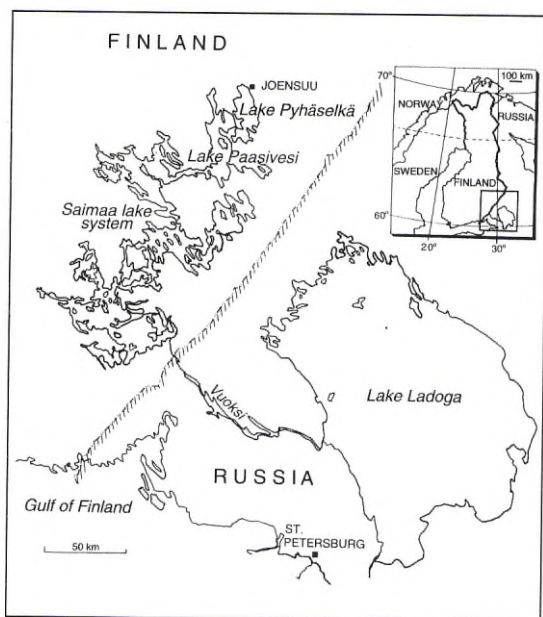 FINLAND
JOENSUU
Lake Pyhäselkä
Lake Paasivesi
Saimaa lake
system
70°
100 km
NORWAY
RUSSIA
SWEDEN
FINLAND
60°
20°
30°
Lake Ladoga
Vuoksi
RUSSIA
Gulf of Finland
ST.
PETERSBURG
50 km